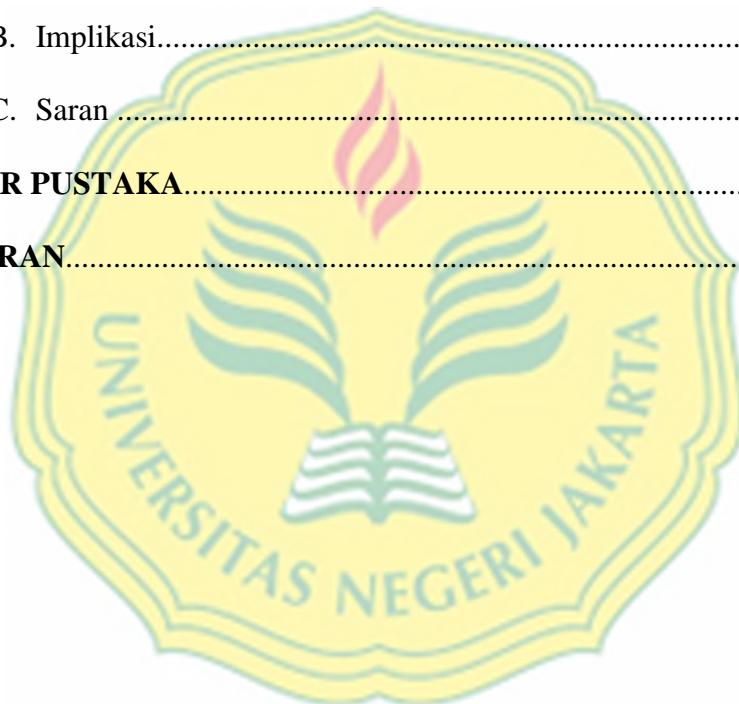 B. Implikasi
C. Saran
R PUSTAKA
RAN
UNIVERSITAS NEGERI JAKARTA